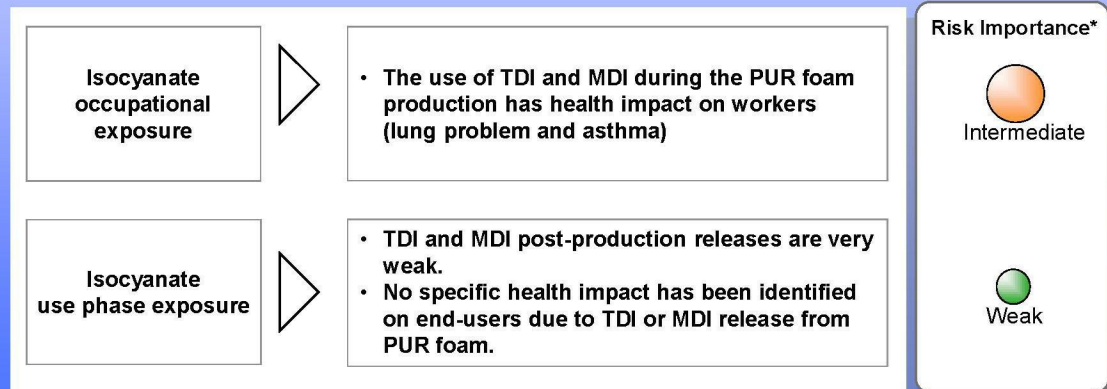 Risk Importance*
Isocyanate
occupational
exposure
• The use of TDI and MDI during the PUR foam
production has health impact on workers
(lung problem and asthma)
Intermediate
Isocyanate
use phase exposure
• TDI and MDI post-production releases are very
weak.
• No specific health impact has been identified
on end-users due to TDI or MDI release from
PUR foam.
Weak